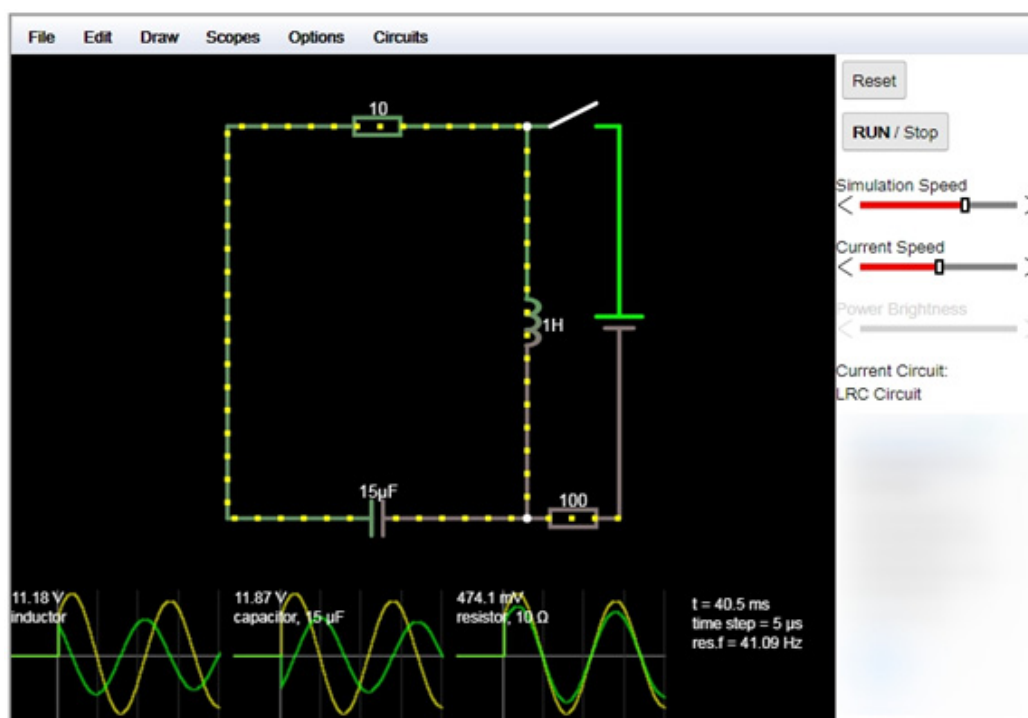 File Edit Draw Scopes Options Circuits
Reset
RUN / Stop
Simulation Speed
Current Speed
Power Brightness
Current Circuit:
LRC Circuit
10
1H
15µF
100
11.18 V
inductor
11.87 V
capacitor, 15 µF
474.1 mV
resistor, 10 Ω
t = 40.5 ms
time step = 5 µs
res.f = 41.09 Hz